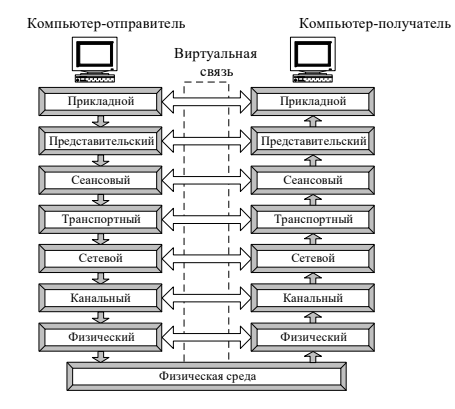 Компьютер-отправитель Компьютер-получатель
Виртуальная
связь
Прикладной Прикладной
Представительский Представительский
Сеансовый Сеансовый
Транспортный Транспортный
Сетевой Сетевой
Канальный Канальный
Физический Физический
Физическая среда